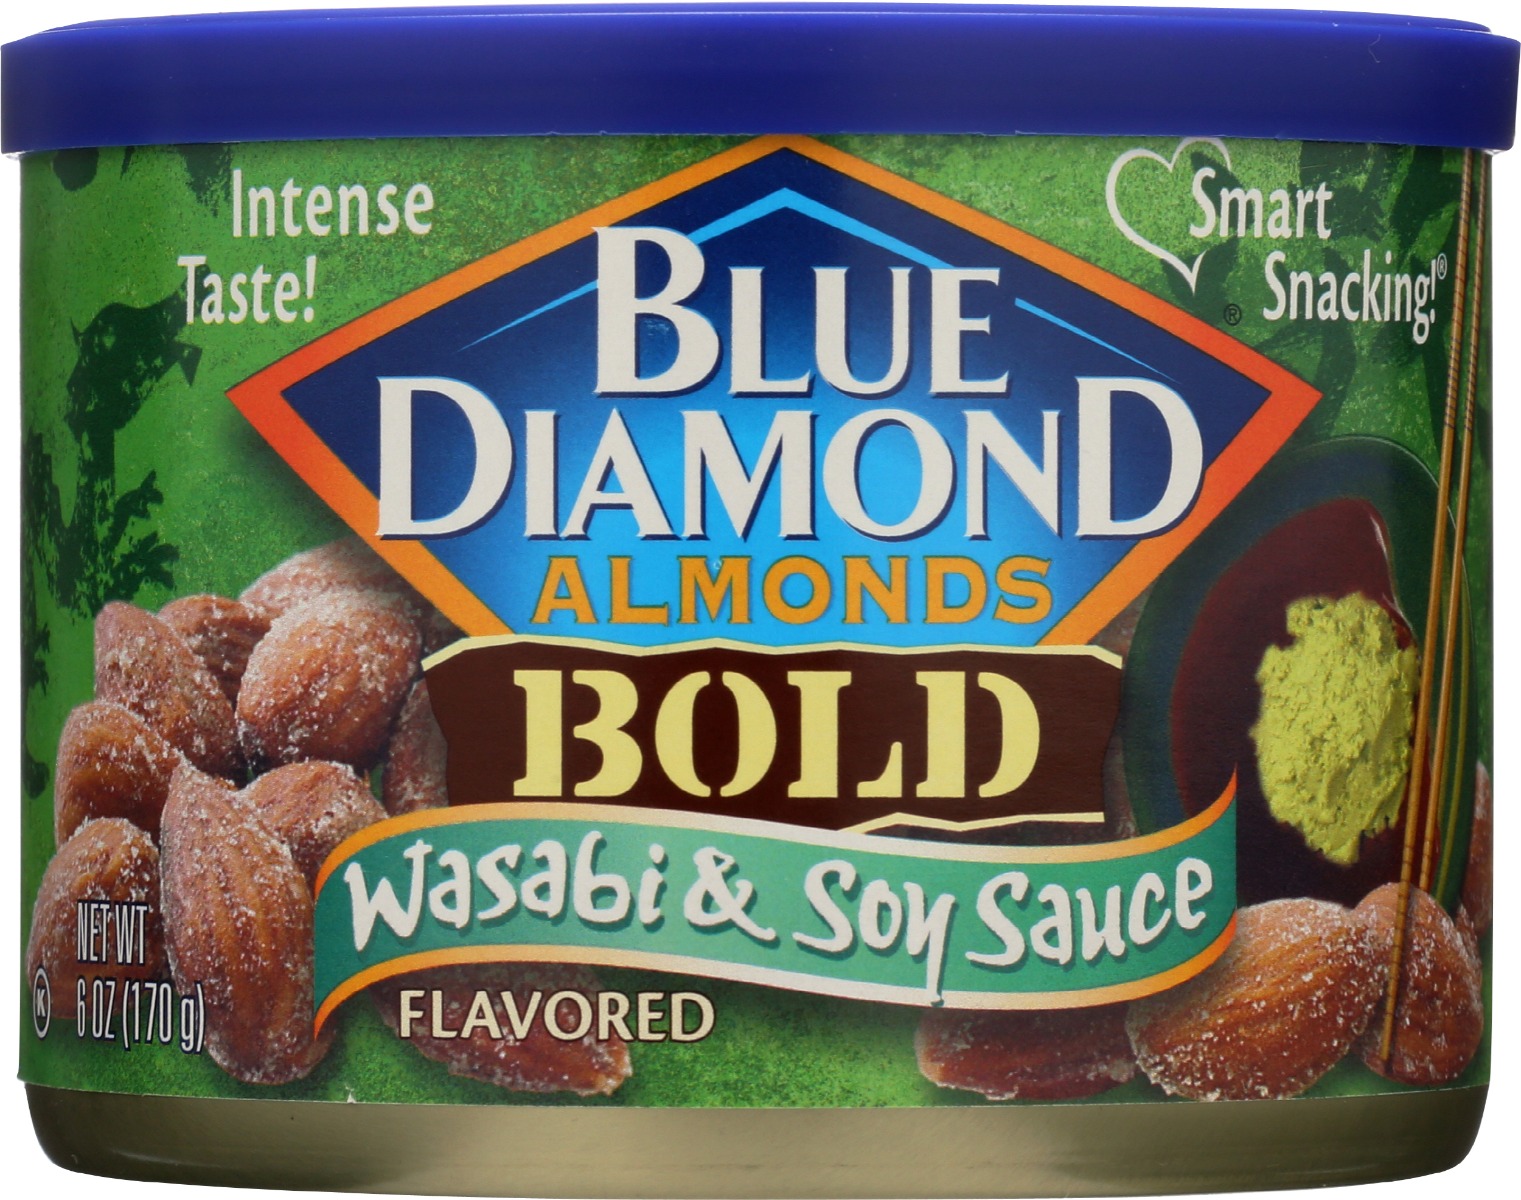 Intense
Taste!
Smart
Snacking!®
®
BLUE
DIAMOND
ALMONDS
BOLD
Wasabi & Soy Sauce
FLAVORED
NET WT
6 OZ (170 g)
K